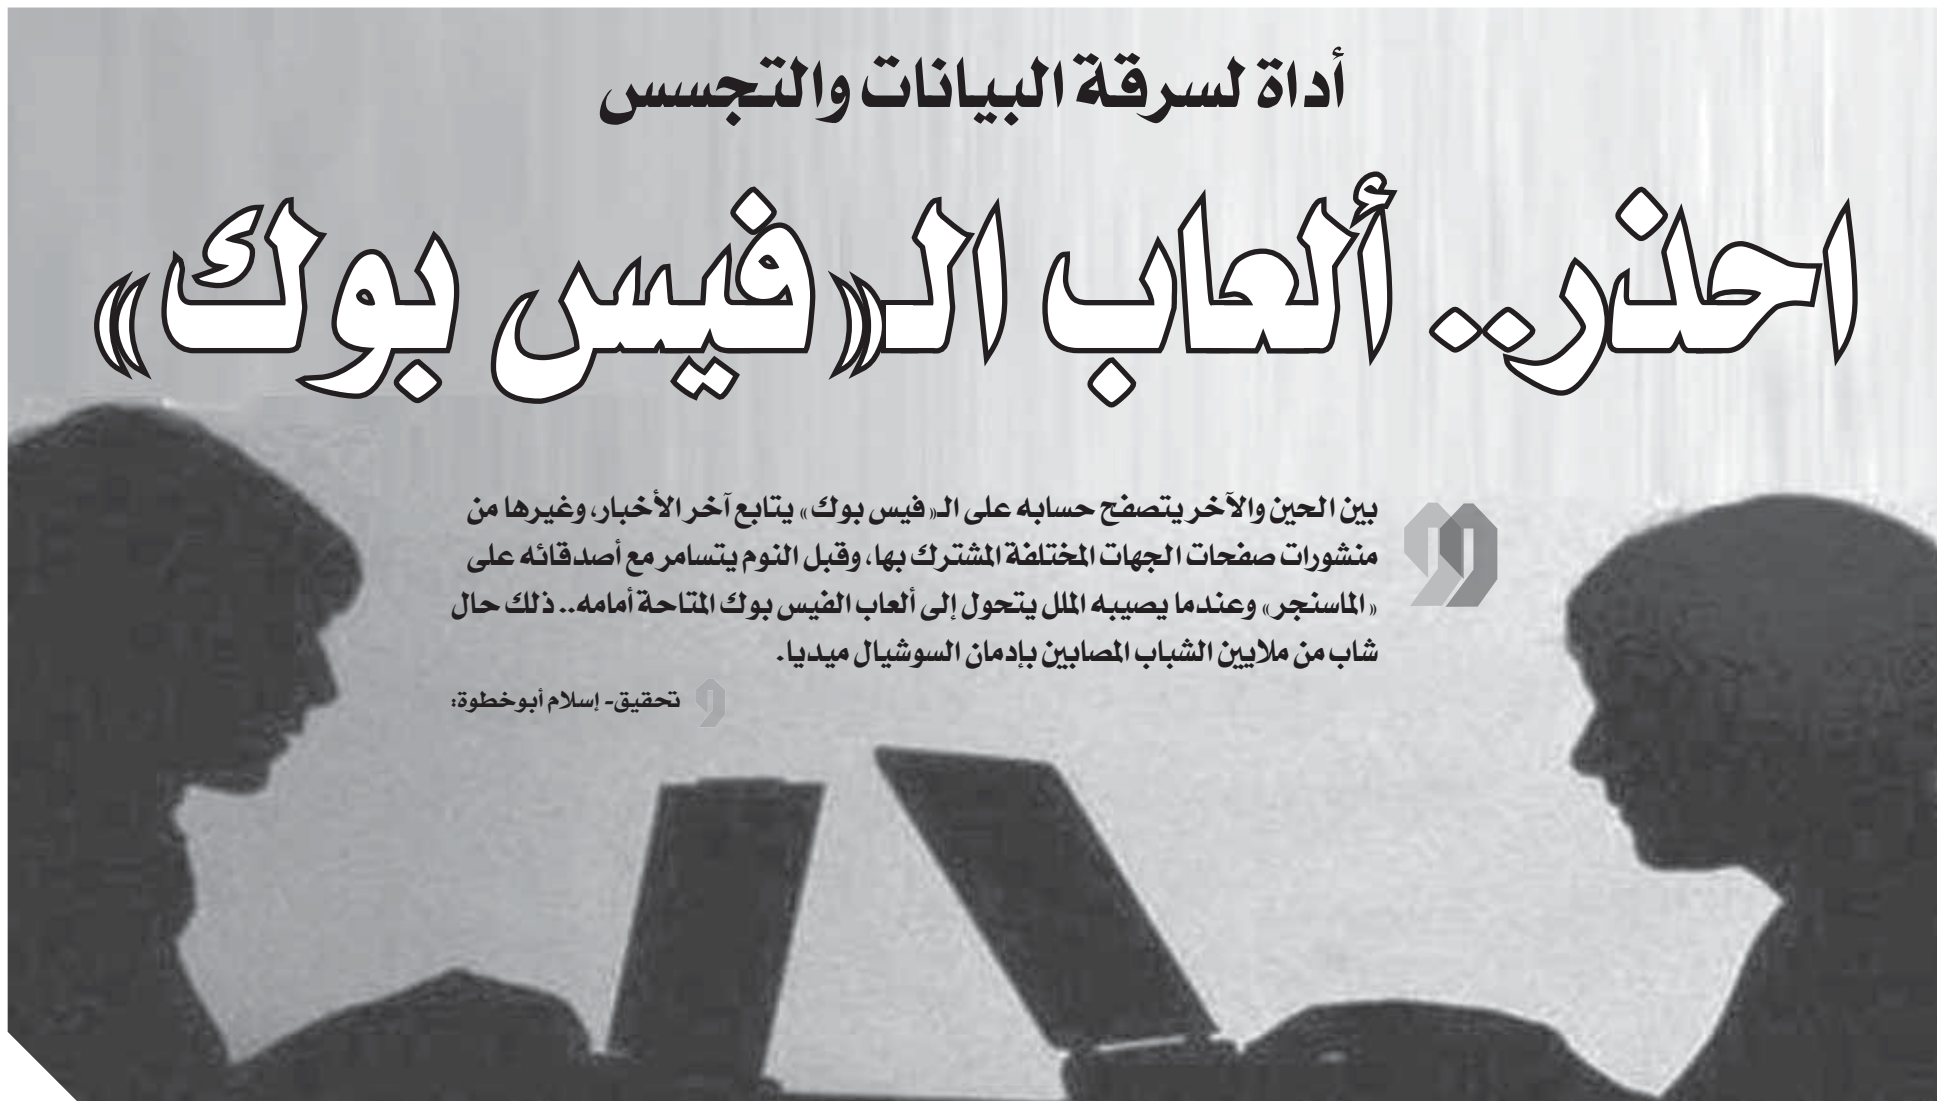 أداة لسرقة البيانات والتجسس
احذر.. ألعاب الـ«فيس بوك»
بين الحين والآخر يتصفح حسابه على الـ«فيس بوك» يتابع آخر الأخبار، وغيرها من
منشورات صفحات الجهات المختلفة المشترك بها، وقبل النوم يتسامر مع أصدقائه على
«الماسنجر» وعندما يصيبه الملل يتحول إلى ألعاب الفيس بوك المتاحة أمامه.. ذلك حال
شاب من ملايين الشباب المصابين بإدمان السوشيال ميديا.
تحقيق- إسلام أبوخطوة: